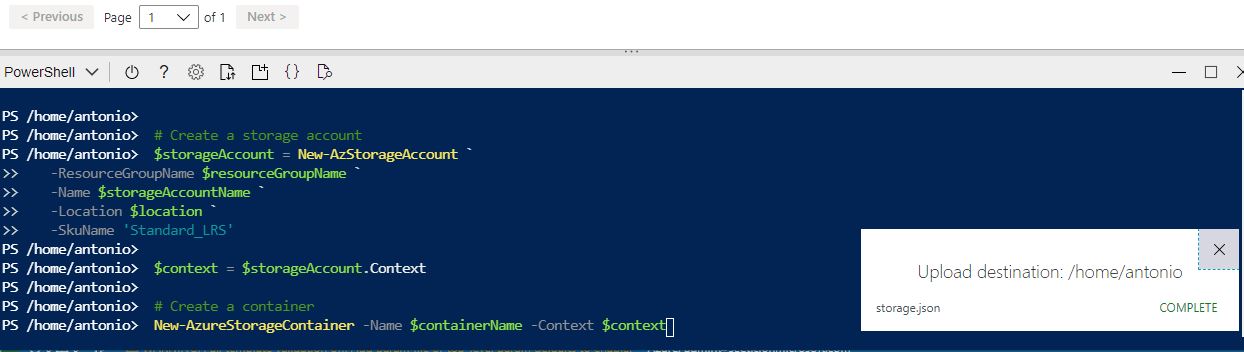 < Previous Page 1 of 1 Next >
PowerShell ? {}
PS /home/antonio>
PS /home/antonio> # Create a storage account
PS /home/antonio> $storageAccount = New-AzStorageAccount `
>> -ResourceGroupName $resourceGroupName `
>> -Name $storageAccountName `
>> -Location $location `
>> -SkuName 'Standard_LRS'
PS /home/antonio>
PS /home/antonio> $context = $storageAccount.Context
PS /home/antonio>
PS /home/antonio> # Create a container
PS /home/antonio> New-AzureStorageContainer -Name $containerName -Context $context
Upload destination: /home/antonio
storage.json COMPLETE